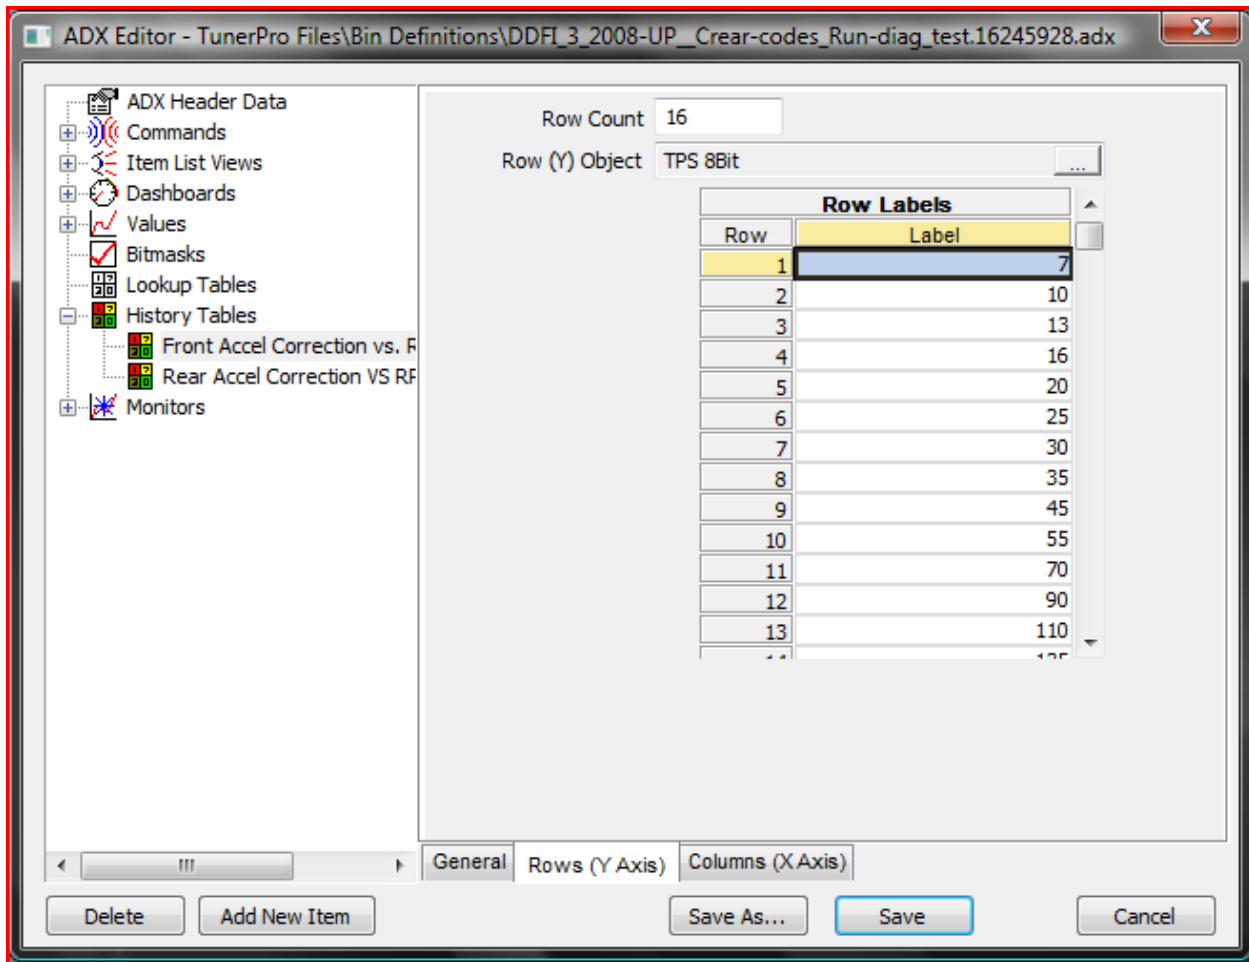 ADX Editor - TunerPro Files\Bin Definitions\DDFI_3_2008-UP__Crear-codes_Run-diag_test.16245928.adx
ADX Header Data
Commands
Item List Views
Dashboards
Values
Bitmasks
Lookup Tables
History Tables
Front Accel Correction vs.
Rear Accel Correction VS
Monitors
Row Count 16
Row (Y) Object TPS 8Bit ...
Row Labels
Row Label
1 7
2 10
3 13
4 16
5 20
6 25
7 30
8 35
9 45
10 55
11 70
12 90
13 110
General Rows (Y Axis) Columns (X Axis)
Delete Add New Item Save As... Save Cancel